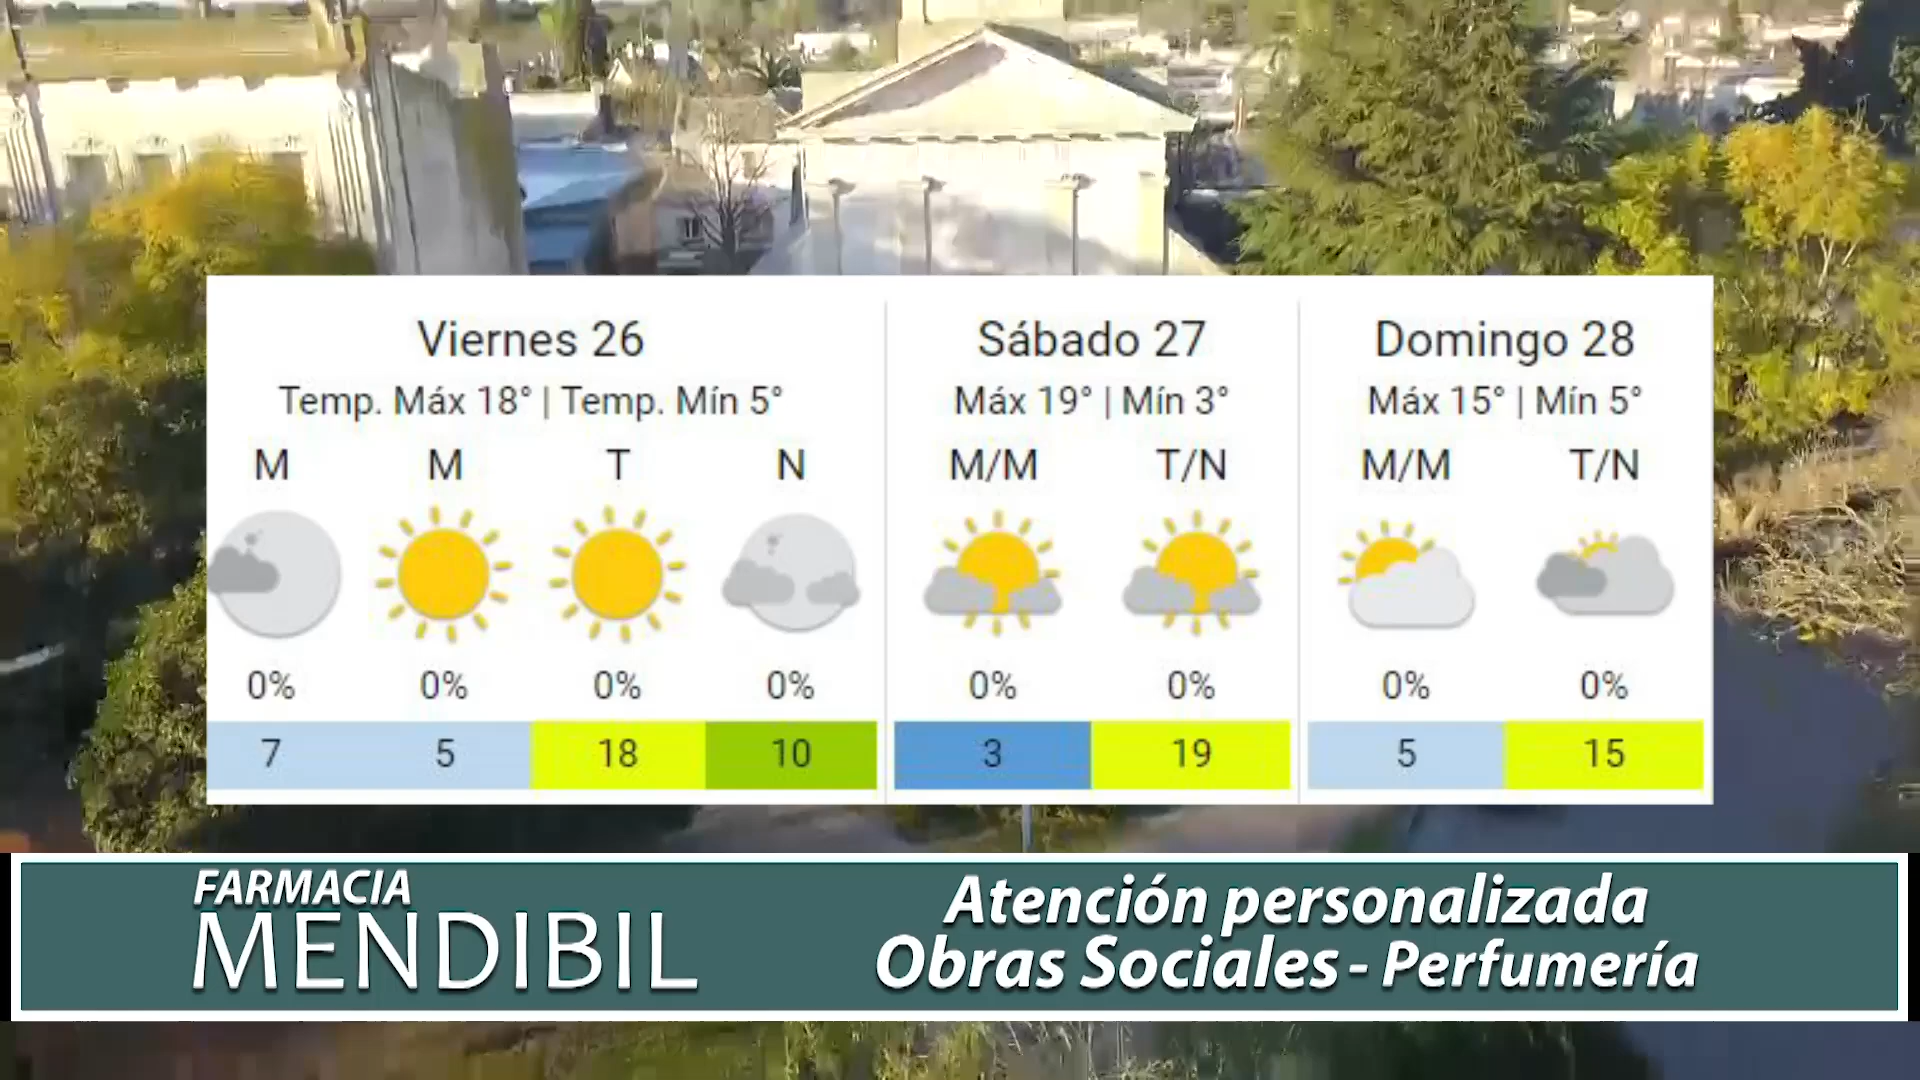 Viernes 26
Temp. Máx 18° | Temp. Mín 5°
M M T N
0% 0% 0% 0%
7 5 18 10
Sábado 27
Máx 19° | Mín 3°
M/M T/N
0% 0%
3 19
Domingo 28
Máx 15° | Mín 5°
M/M T/N
0% 0%
5 15
FARMACIA
MENDIBIL
Atención personalizada
Obras Sociales - Perfumería